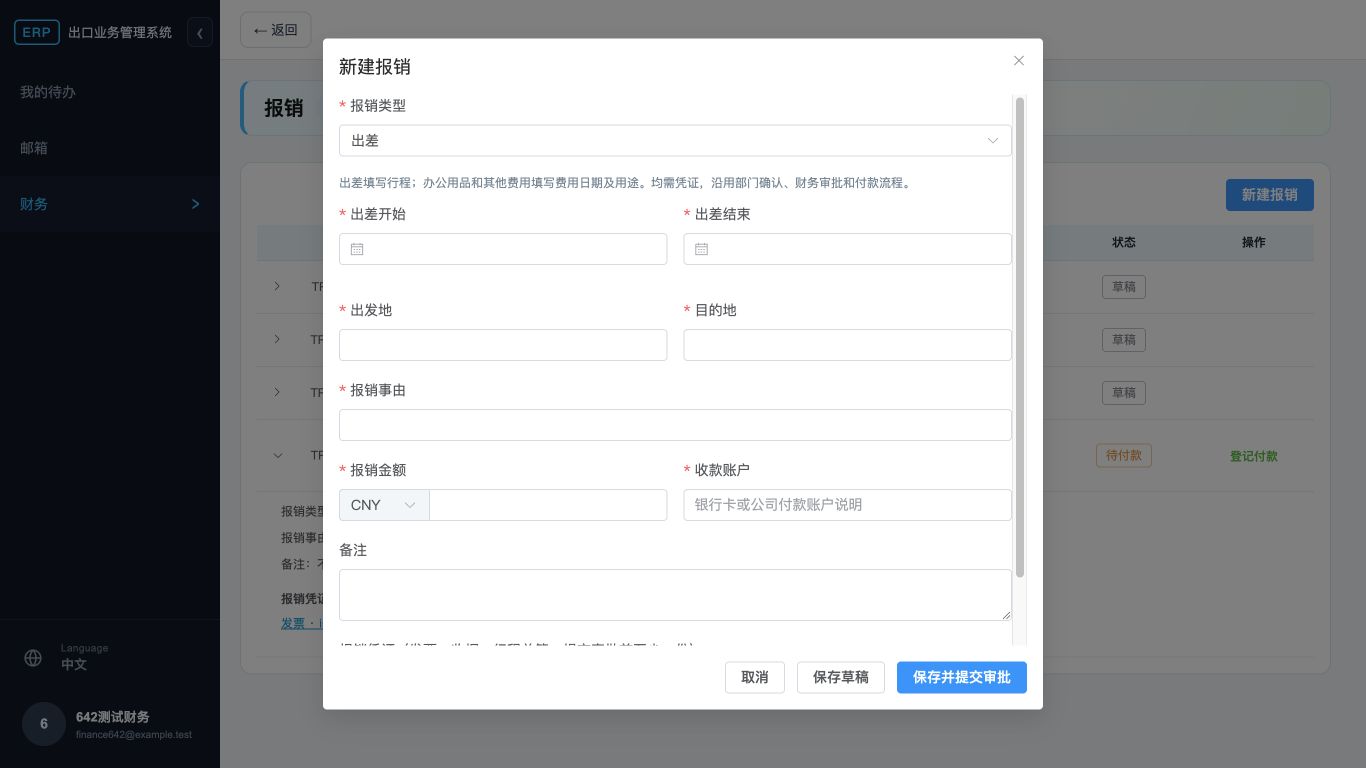 ERP 出口业务管理系统
← 返回
我的待办
邮箱
财务
Language
中文
6
642测试财务
finance642@example.test
报销
新建报销
状态 操作
草稿
草稿
草稿
待付款 登记付款
报销类型
报销事由
备注：
报销凭证
发票 ·
新建报销
* 报销类型
出差
出差填写行程；办公用品和其他费用填写费用日期及用途。均需凭证，沿用部门确认、财务审批和付款流程。
* 出差开始 * 出差结束
* 出发地 * 目的地
* 报销事由
* 报销金额 * 收款账户
CNY 银行卡或公司付款账户说明
备注
取消 保存草稿 保存并提交审批